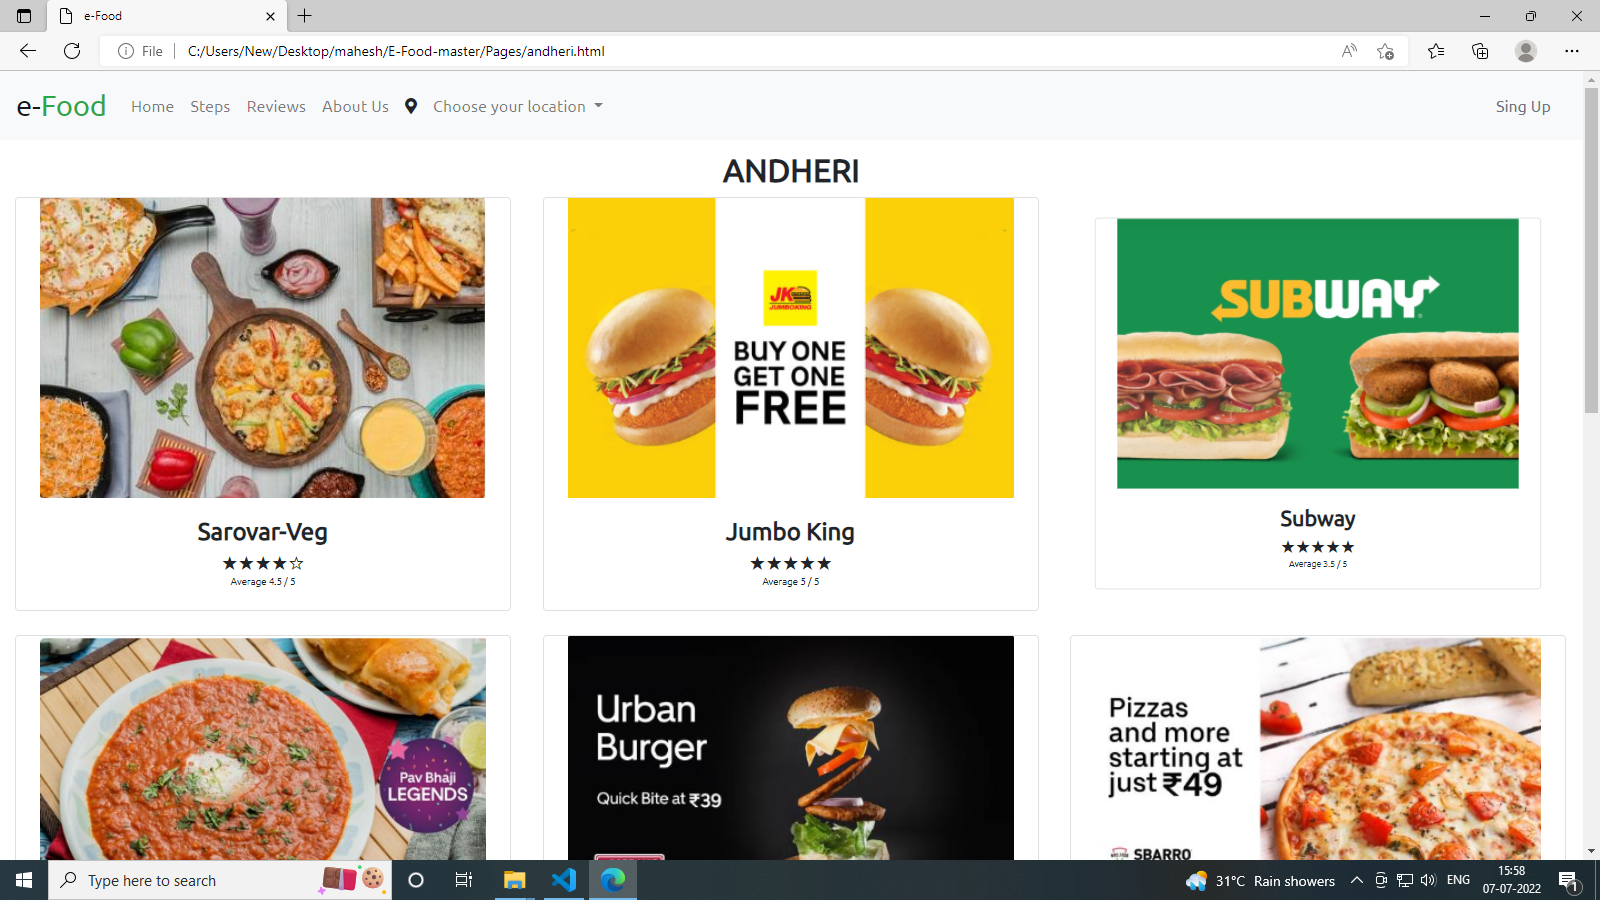 e-Food
File
C:/Users/New/Desktop/mahesh/E-Food-master/Pages/andheri.html
e-Food Home Steps Reviews About Us Choose your location Sing Up
ANDHERI
JK
JUMBOKING
BUY ONE
GET ONE
FREE
SUBWAY
Sarovar-Veg
★★★★☆
Average 4.5 / 5
Jumbo King
★★★★★
Average 5 / 5
Subway
★★★★★
Average 3.5 / 5
Pav Bhaji
LEGENDS
Urban
Burger
Quick Bite at ₹39
Pizzas
and more
starting at
just ₹49
SBARRO
Type here to search
31°C Rain showers
ENG
15:58
07-07-2022
1